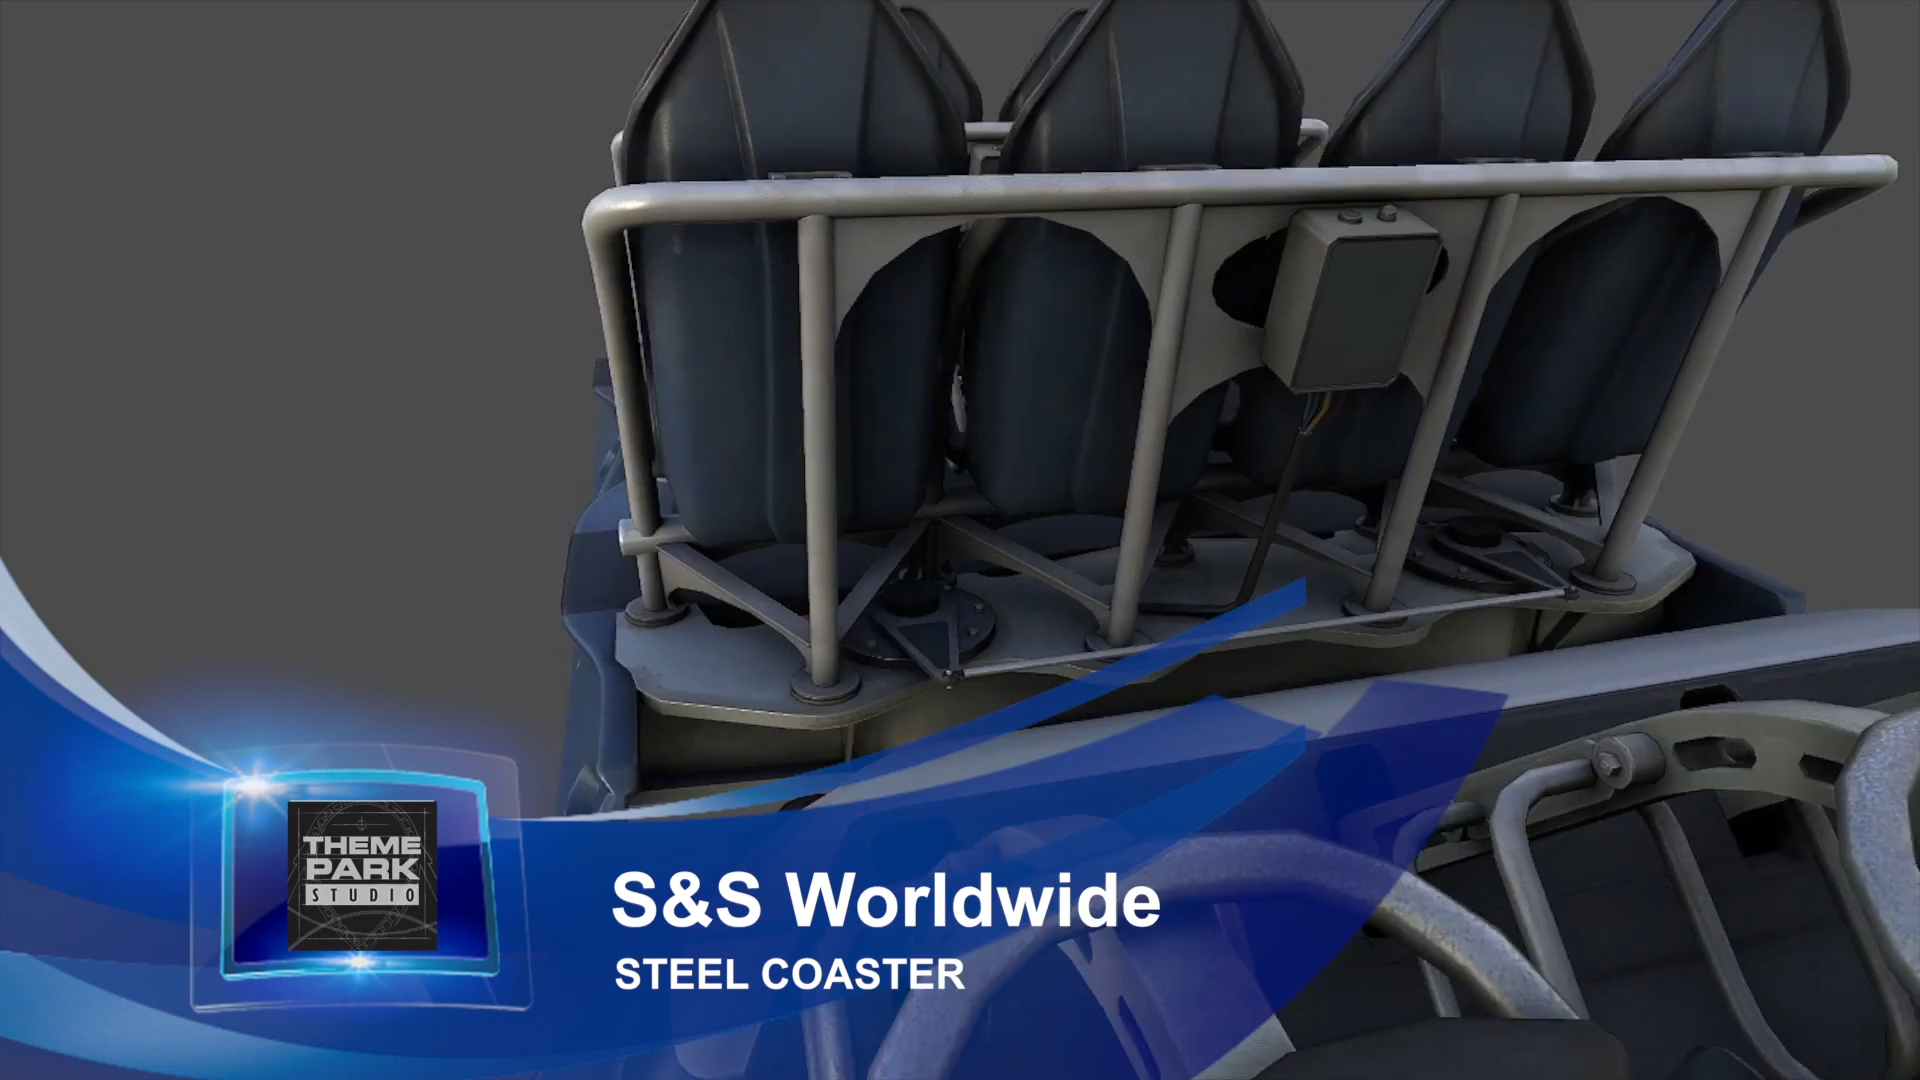 THEME
PARK
STUDIO
S&S Worldwide
STEEL COASTER